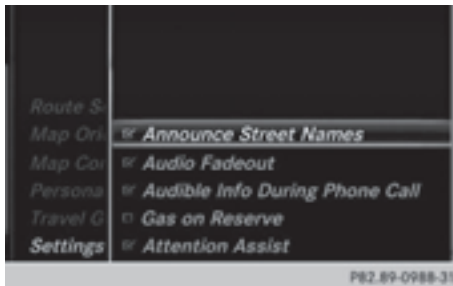 Route S
Map Ori
Announce Street Names
Map Con
Audio Fadeout
Persona
Audible Info During Phone Call
Travel G
Gas on Reserve
Settings
Attention Assist
P82.89-0988-31